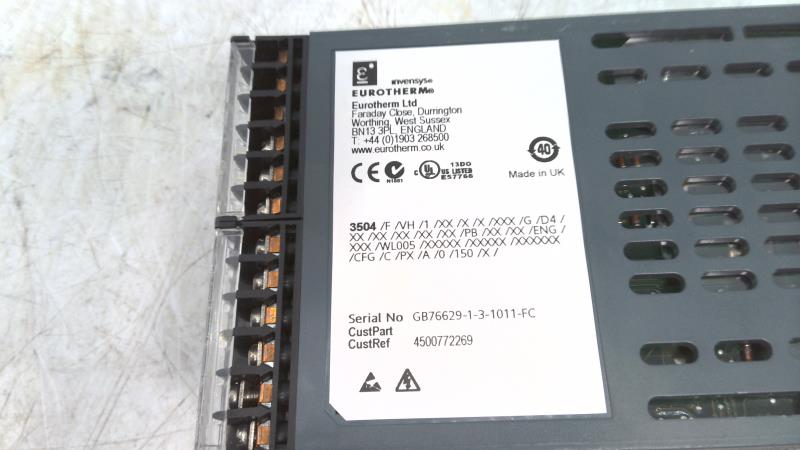 invensys
EUROTHERM®
Eurotherm Ltd
Faraday Close, Durrington
Worthing, West Sussex
BN13 3PL, ENGLAND
T: +44 (0)1903 268500
www.eurotherm.co.uk
CE N1881 c UL US LISTED 13DO E57766
40
Made in UK
3504 /F /VH /1 /XX /X /X /XXX /G /D4 /
XX /XX /XX /XX /XX /PB /XX /XX /ENG /
XXX /WL005 /XXXXX /XXXXX /XXXXXX
/CFG /C /PX /A /0 /150 /X /
Serial No GB76629-1-3-1011-FC
CustPart
CustRef 4500772269